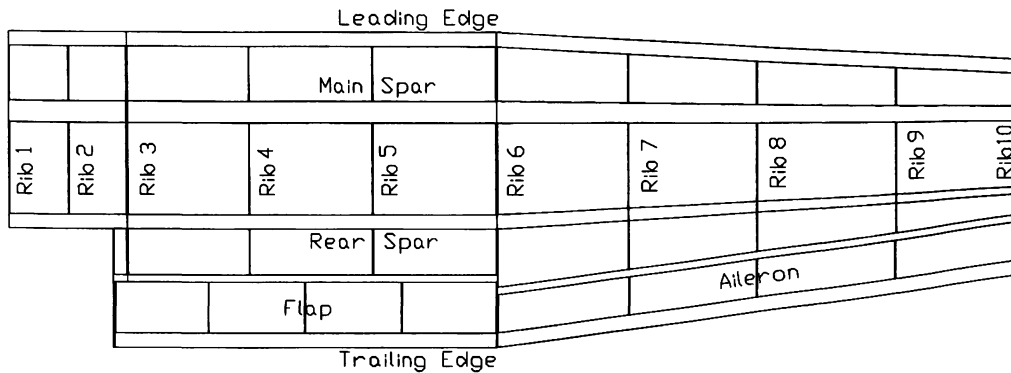 Leading Edge
Main Spar
Rib 1
Rib 2
Rib 3
Rib 4
Rib 5
Rib 6
Rib 7
Rib 8
Rib 9
Rib10
Rear Spar
Flap
Aileron
Trailing Edge